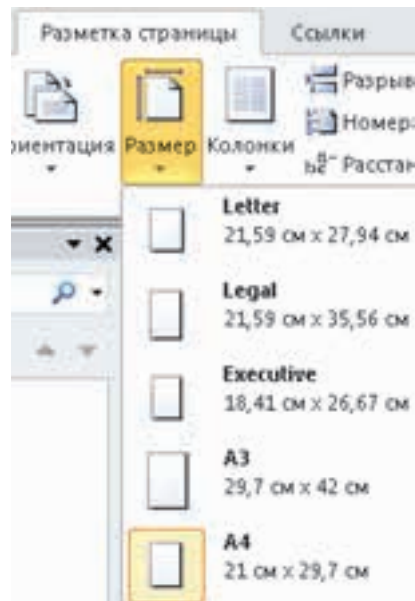 Разметка страницы Ссылки
риентация Размер Колонки
Разрыв
Номера
Расстан
Letter
21,59 см x 27,94 см
Legal
21,59 см x 35,56 см
Executive
18,41 см x 26,67 см
A3
29,7 см x 42 см
A4
21 см x 29,7 см